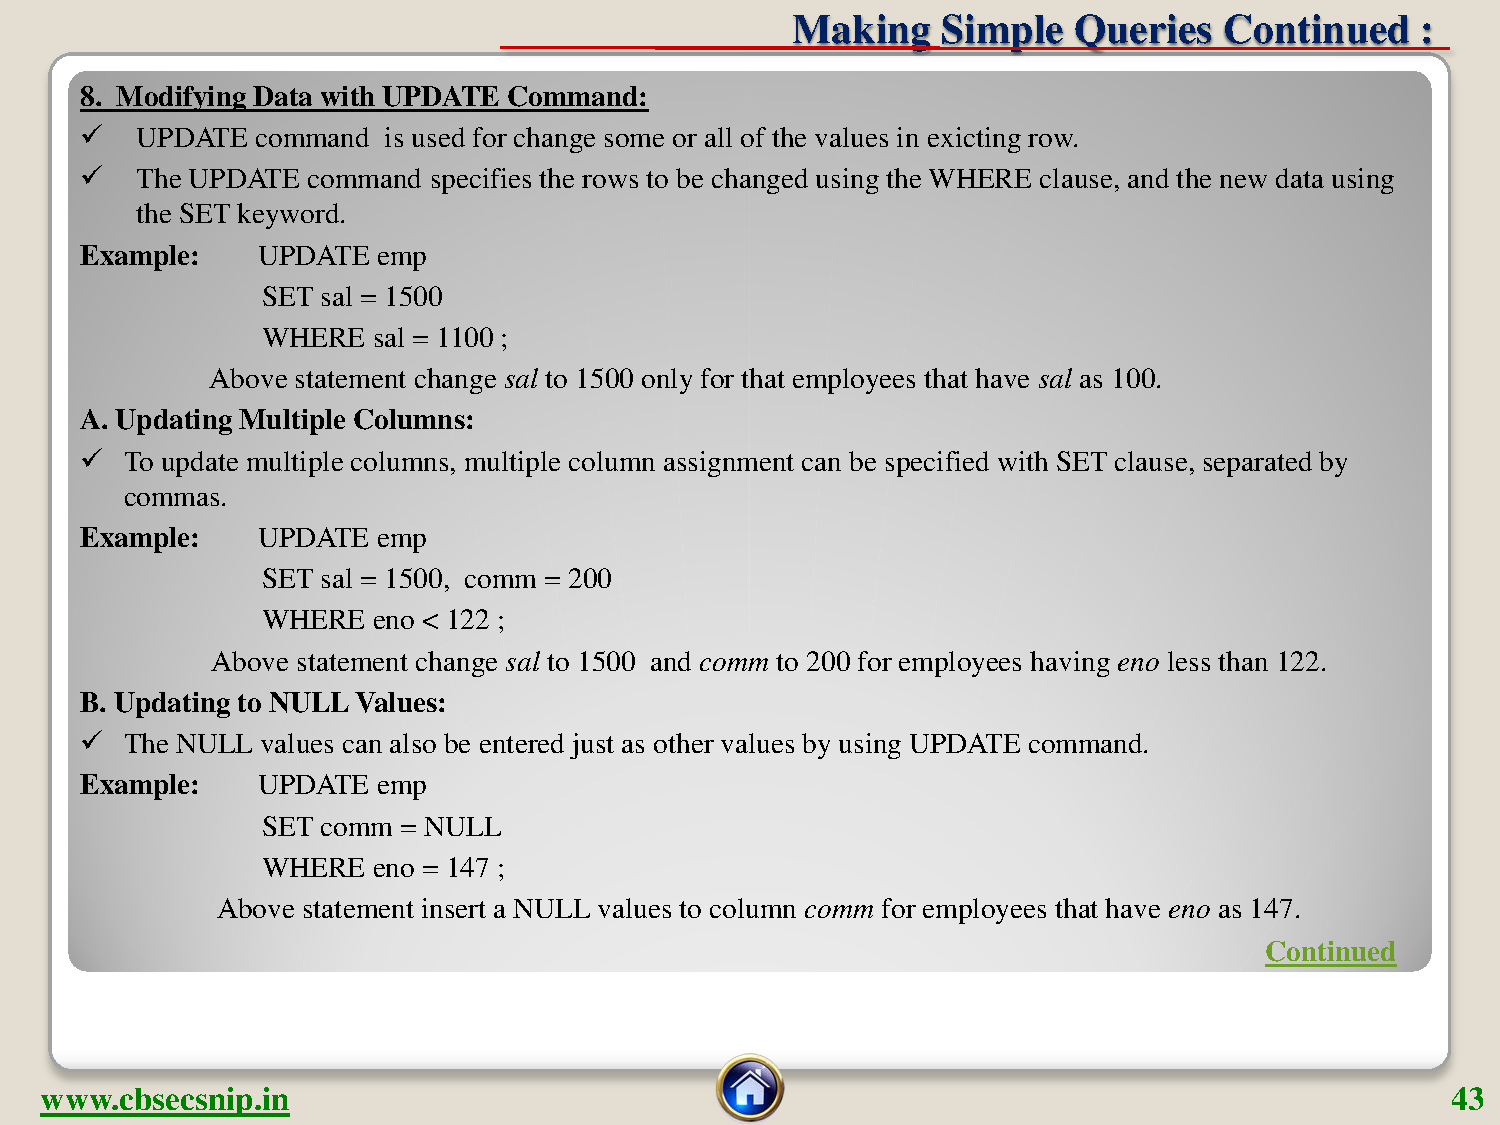 Making Simple Queries Continued :
8. Modifying Data with UPDATE Command:
✓ UPDATE command is used for change some or all of the values in exicting row.
✓ The UPDATE command specifies the rows to be changed using the WHERE clause, and the new data using
the SET keyword.
Example: UPDATE emp
SET sal = 1500
WHERE sal = 1100 ;
Above statement change sal to 1500 only for that employees that have sal as 100.
A. Updating Multiple Columns:
✓ To update multiple columns, multiple column assignment can be specified with SET clause, separated by
commas.
Example: UPDATE emp
SET sal = 1500, comm = 200
WHERE eno < 122 ;
Above statement change sal to 1500 and comm to 200 for employees having eno less than 122.
B. Updating to NULL Values:
✓ The NULL values can also be entered just as other values by using UPDATE command.
Example: UPDATE emp
SET comm = NULL
WHERE eno = 147 ;
Above statement insert a NULL values to column comm for employees that have eno as 147.
Continued
www.cbsecsnip.in
43